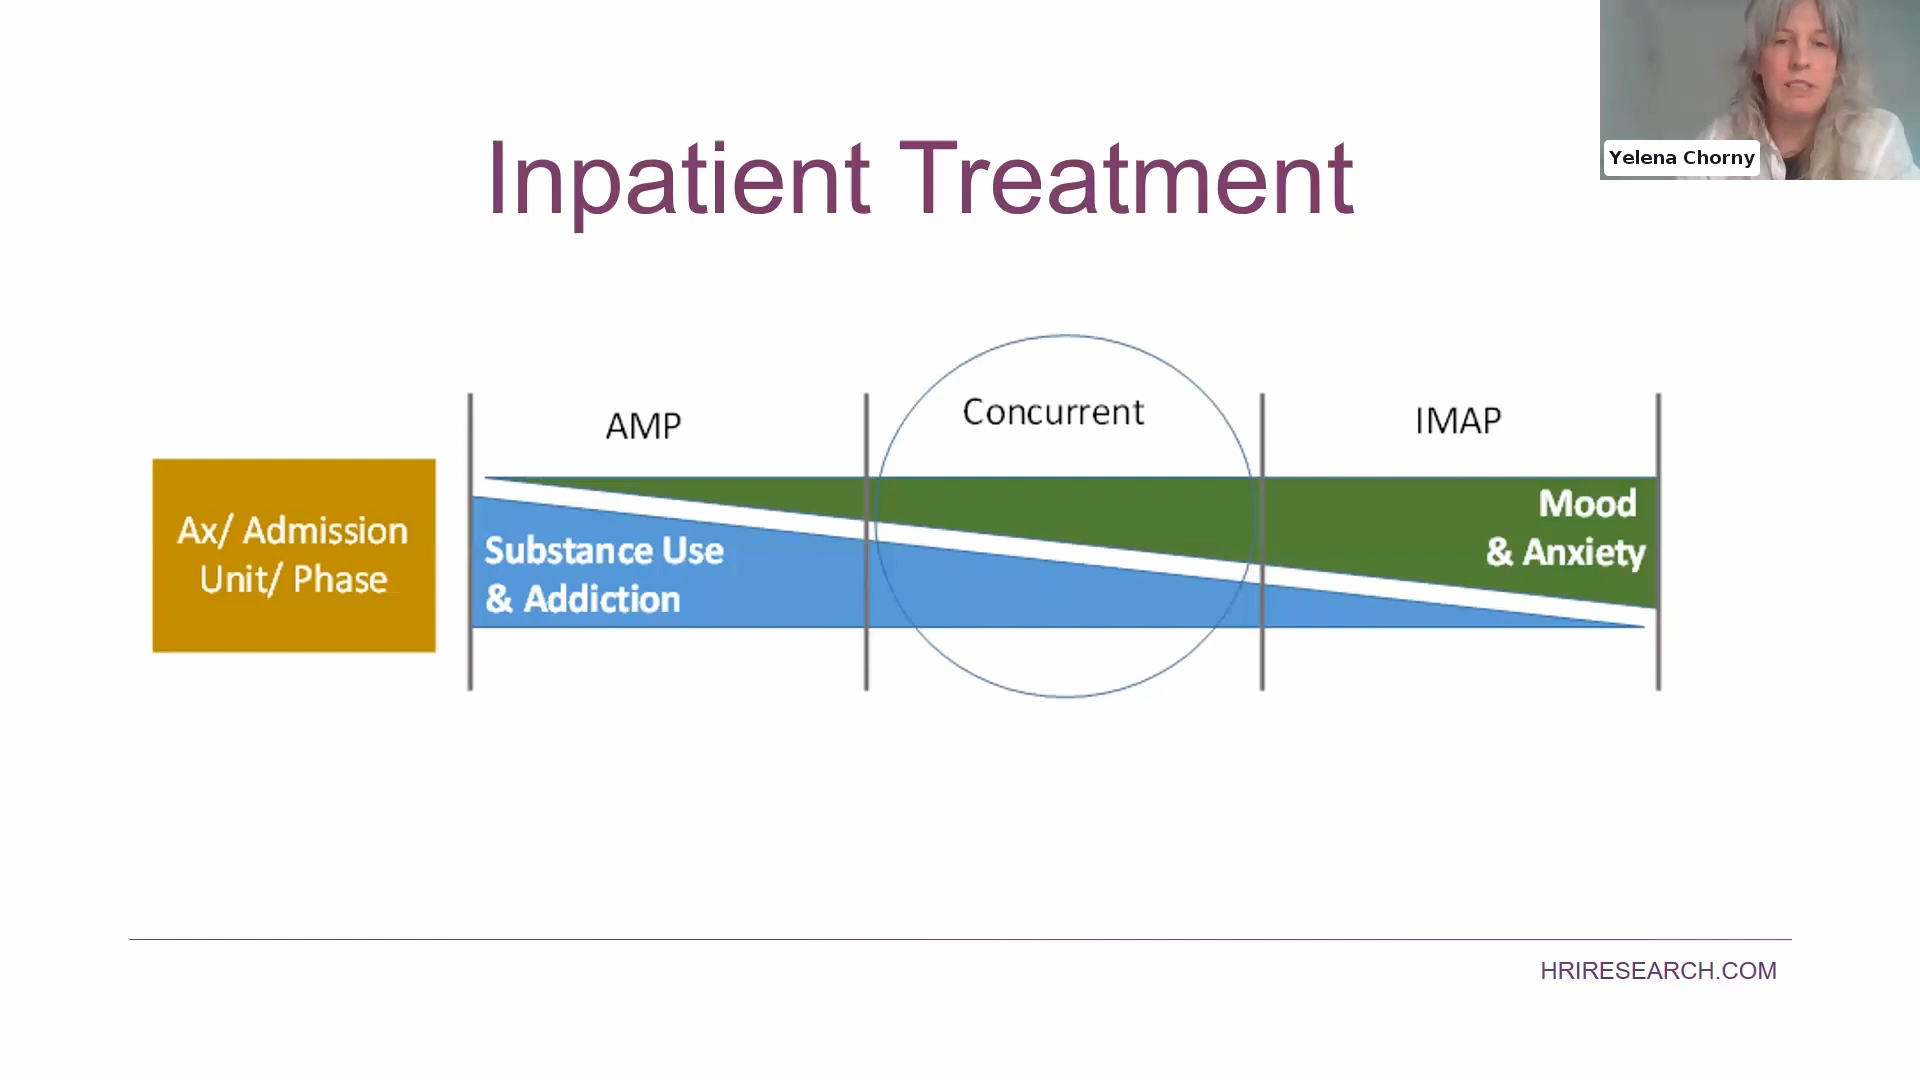 Yelena Chorny
Inpatient Treatment
AMP
Concurrent
IMAP
Ax/ Admission
Unit/ Phase
Substance Use
& Addiction
Mood
& Anxiety
HRIRESEARCH.COM